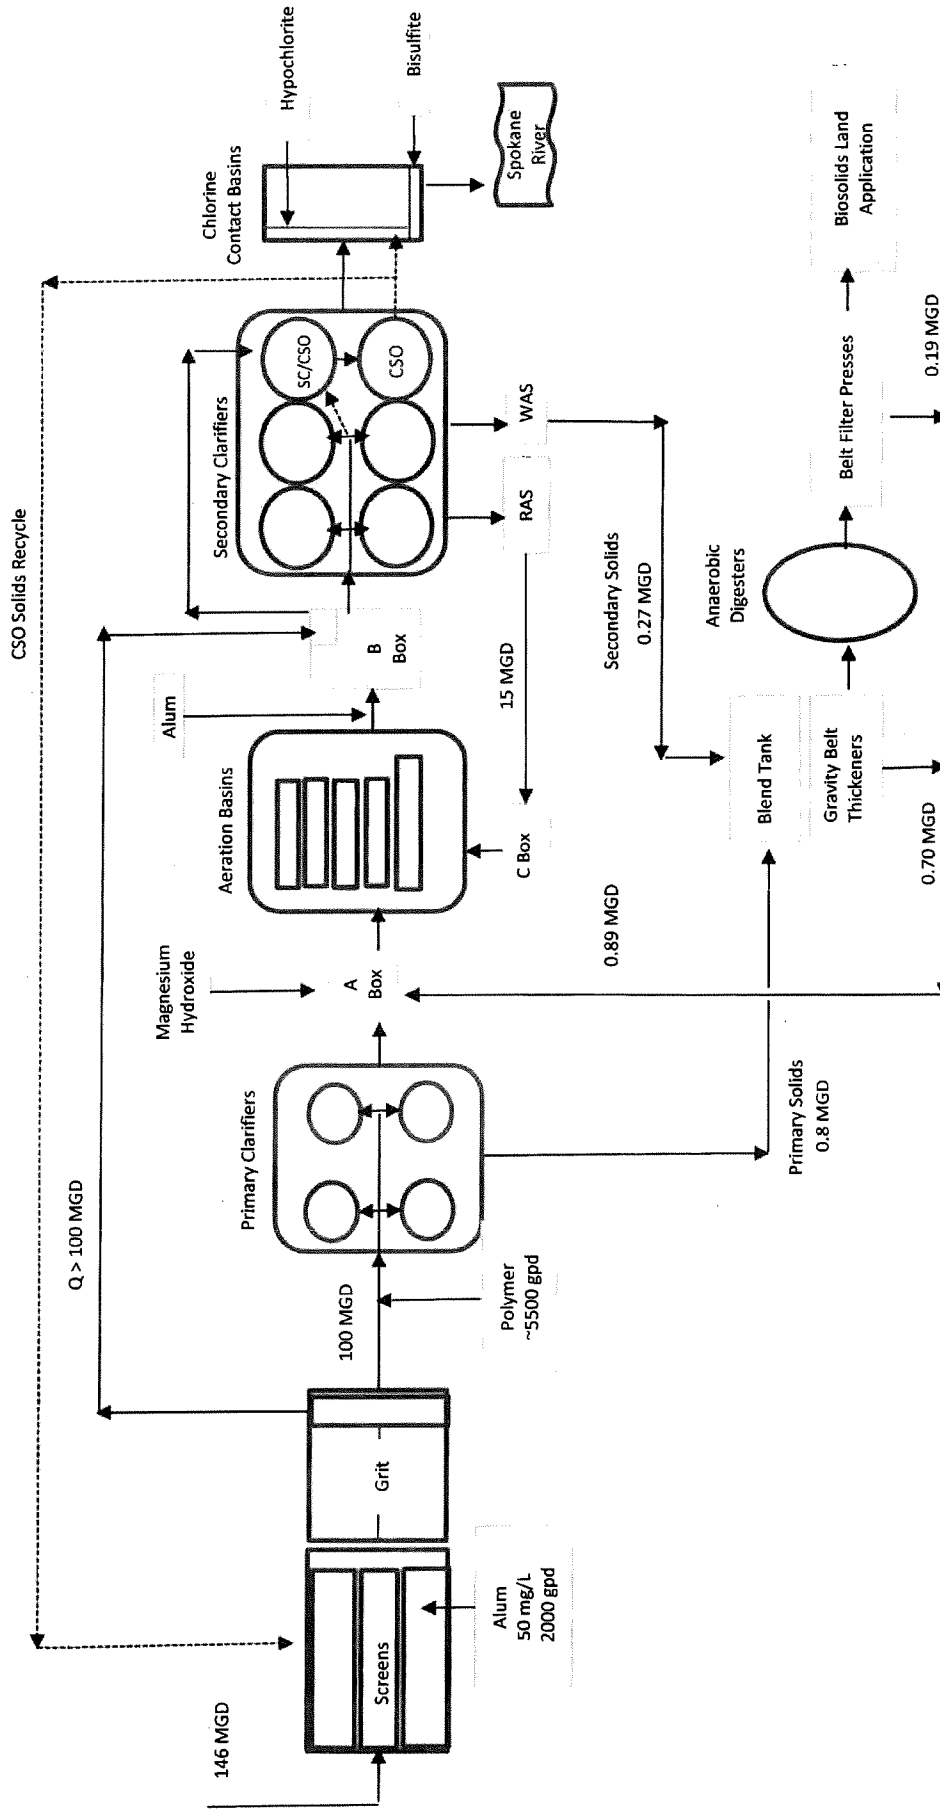 146 MGD
Screens
Alum
50 mg/L
2000 gpd
Grit
Q > 100 MGD
100 MGD
Polymer
~5500 gpd
Primary Clarifiers
Primary Solids
0.8 MGD
Magnesium
Hydroxide
A
Box
0.89 MGD
Aeration Basins
C Box
Alum
B
Box
15 MGD
CSO Solids Recycle
Secondary Clarifiers
SC/CSO
CSO
RAS
WAS
Secondary Solids
0.27 MGD
Blend Tank
Gravity Belt
Thickeners
0.70 MGD
Anaerobic
Digesters
Belt Filter Presses
0.19 MGD
Biosolids Land
Application
Chlorine
Contact Basins
Hypochlorite
Bisulfite
Spokane
River